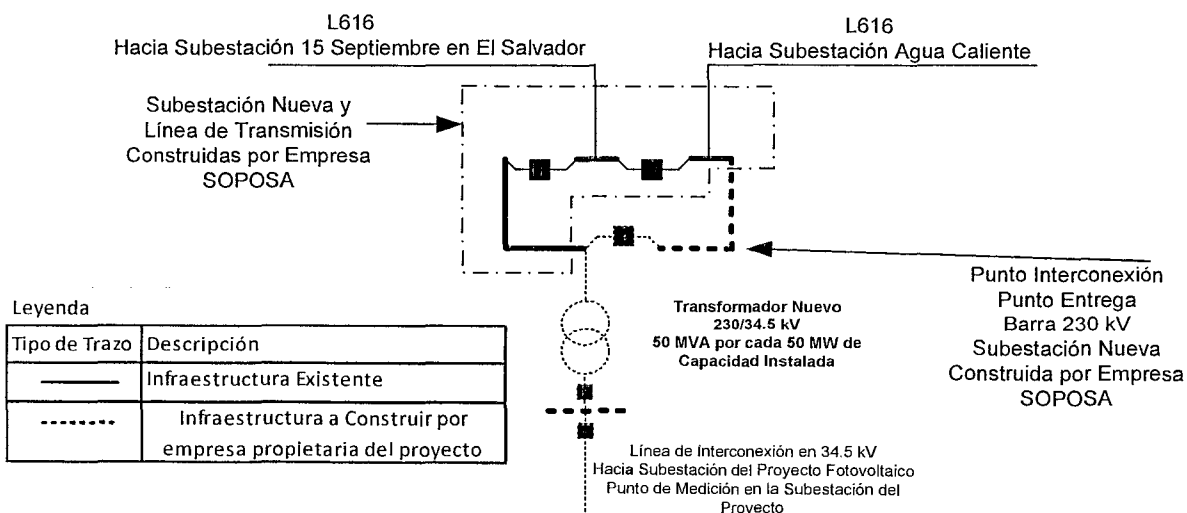 L616
Hacia Subestación 15 Septiembre en El Salvador
L616
Hacia Subestación Agua Caliente
Subestación Nueva y
Línea de Transmisión
Construidas por Empresa
SOPOSA
Punto Interconexión
Punto Entrega
Barra 230 kV
Subestación Nueva
Construida por Empresa
SOPOSA
Transformador Nuevo
230/34.5 kV
50 MVA por cada 50 MW de
Capacidad Instalada
Leyenda
Tipo de Trazo Descripción
Infraestructura Existente
Infraestructura a Construir por
empresa propietaria del proyecto
Línea de Interconexión en 34.5 kV
Hacia Subestación del Proyecto Fotovoltaico
Punto de Medición en la Subestación del
Proyecto